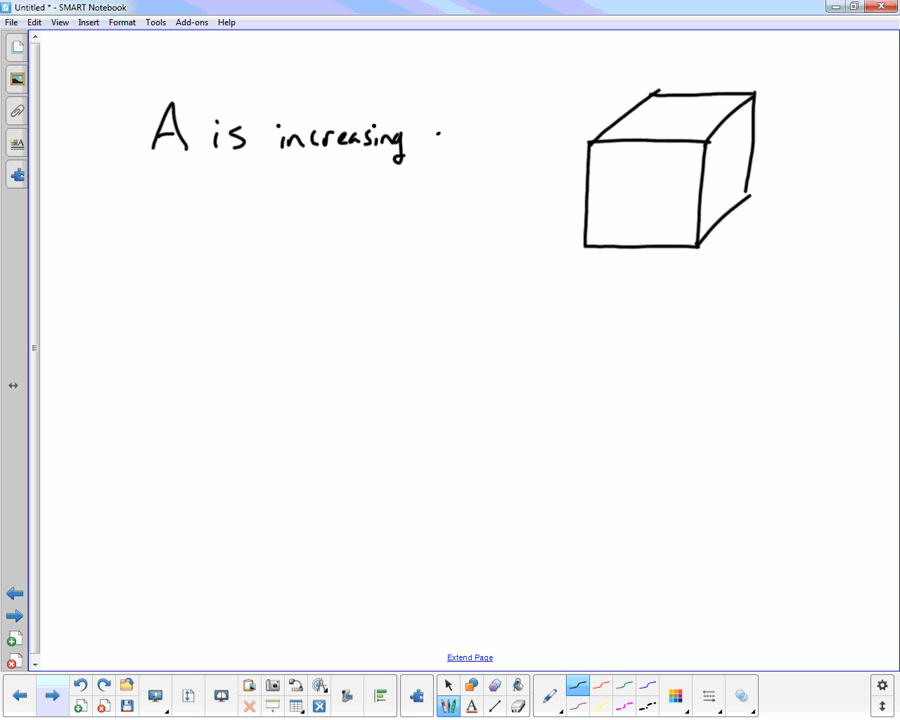 Untitled * - SMART Notebook
File Edit View Insert Format Tools Add-ons Help
A is increasing
Extend Page